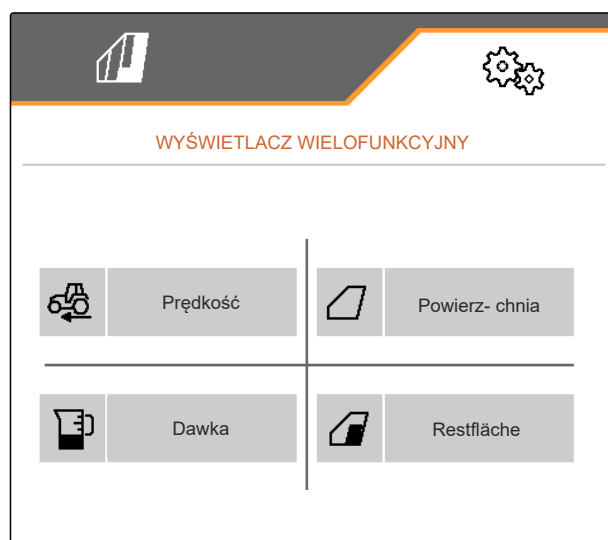 WYŚWIETLACZ WIELOFUNKCYJNY
Prędkość
Powierz- chnia
Dawka
Restfläche